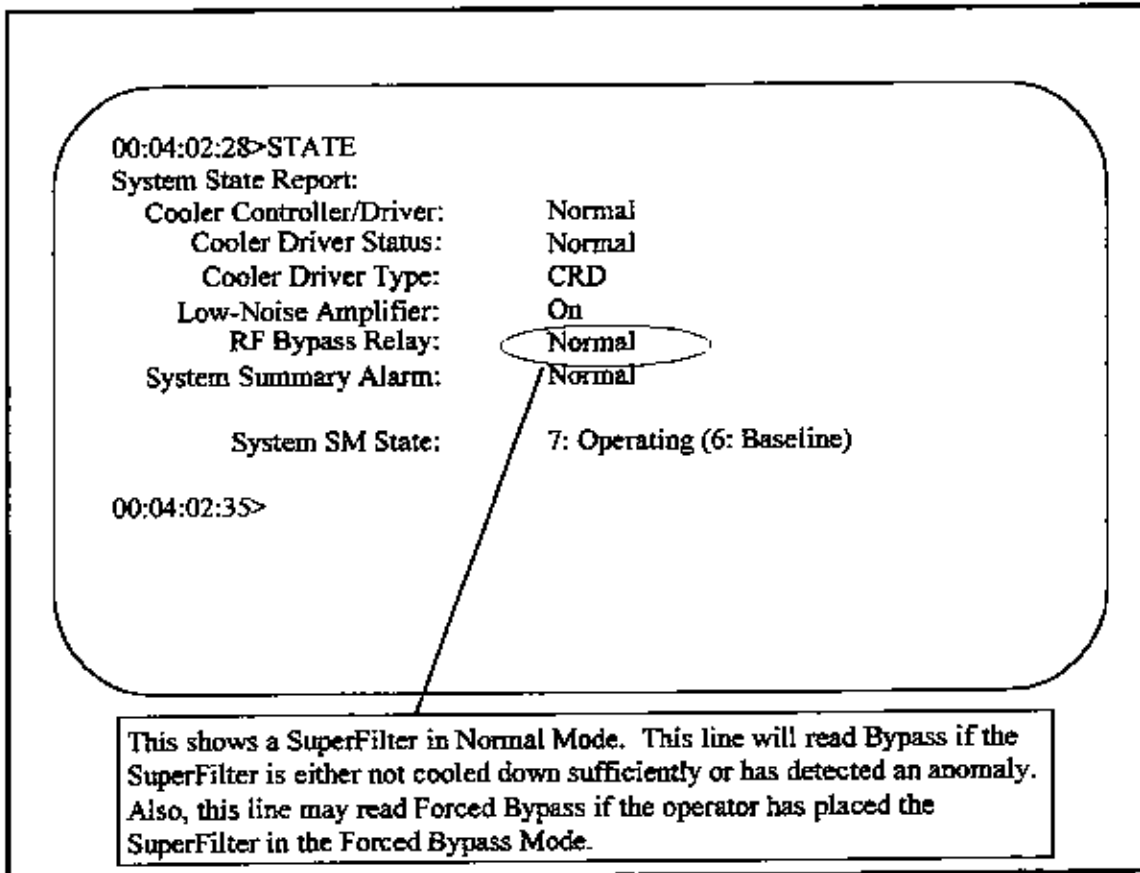 00:04:02:28>STATE
System State Report:
Cooler Controller/Driver: Normal
Cooler Driver Status: Normal
Cooler Driver Type: CRD
Low-Noise Amplifier: On
RF Bypass Relay: Normal
System Summary Alarm: Normal
System SM State: 7: Operating (6: Baseline)
00:04:02:35>
This shows a SuperFilter in Normal Mode. This line will read Bypass if the
SuperFilter is either not cooled down sufficiently or has detected an anomaly.
Also, this line may read Forced Bypass if the operator has placed the
SuperFilter in the Forced Bypass Mode.